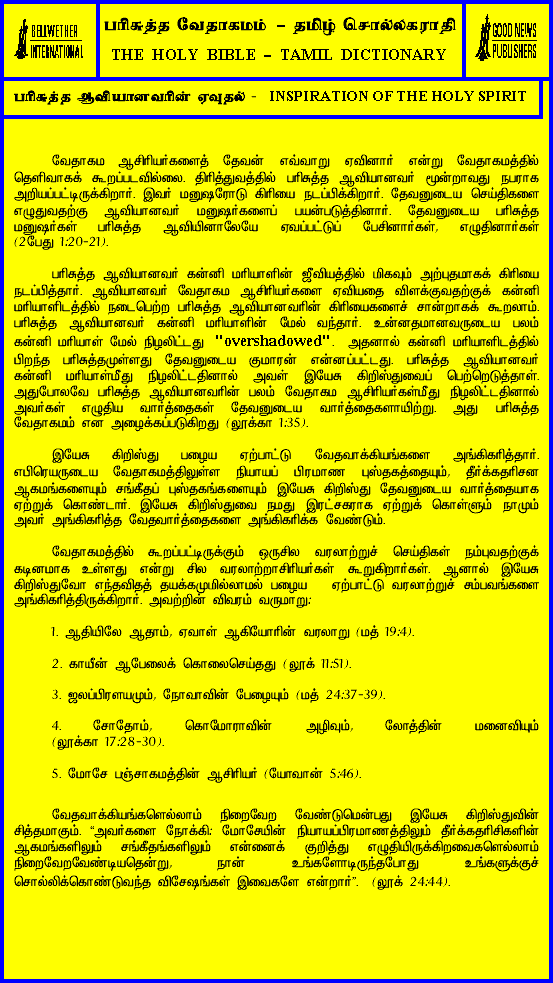 BELLWETHER
INTERNATIONAL
பரிசுத்த வேதாகமம் – தமிழ் சொல்லகராதி
THE HOLY BIBLE – TAMIL DICTIONARY
GOOD NEWS
PUBLISHERS
பரிசுத்த ஆவியானவரின் ஏவுதல் - INSPIRATION OF THE HOLY SPIRIT
வேதாகம ஆசிரியர்களைத் தேவன் எவ்வாறு ஏவினார் என்று வேதாகமத்தில்
தெளிவாகக் கூறப்படவில்லை. திரித்துவத்தில் பரிசுத்த ஆவியானவர் மூன்றாவது நபராக
அறியப்பட்டிருக்கிறார். இவர் மனுஷரோடு கிரியை நடப்பிக்கிறார். தேவனுடைய செய்திகளை
எழுதுவதற்கு ஆவியானவர் மனுஷர்களைப் பயன்படுத்தினார். தேவனுடைய பரிசுத்த
மனுஷர்கள் பரிசுத்த ஆவியினாலேயே ஏவப்பட்டுப் பேசினார்கள், எழுதினார்கள்
(2பேது 1:20-21).
பரிசுத்த ஆவியானவர் கன்னி மரியாளின் ஜீவியத்தில் மிகவும் அற்புதமாகக் கிரியை
நடப்பித்தார். ஆவியானவர் வேதாகம ஆசிரியர்களை ஏவியதை விளக்குவதற்குக் கன்னி
மரியாளிடத்தில் நடைபெற்ற பரிசுத்த ஆவியானவரின் கிரியைகளைச் சான்றாகக் கூறலாம்.
பரிசுத்த ஆவியானவர் கன்னி மரியாளின் மேல் வந்தார். உன்னதமானவருடைய பலம்
கன்னி மரியாள் மேல் நிழலிட்டது "overshadowed". அதனால் கன்னி மரியாளிடத்தில்
பிறந்த பரிசுத்தமுள்ளது தேவனுடைய குமாரன் என்னப்பட்டது. பரிசுத்த ஆவியானவர்
கன்னி மரியாள்மீது நிழலிட்டதினால் அவள் இயேசு கிறிஸ்துவைப் பெற்றெடுத்தாள்.
அதுபோலவே பரிசுத்த ஆவியானவரின் பலம் வேதாகம ஆசிரியர்கள்மீது நிழலிட்டதினால்
அவர்கள் எழுதிய வார்த்தைகள் தேவனுடைய வார்த்தைகளாயிற்று. அது பரிசுத்த
வேதாகமம் என அழைக்கப்படுகிறது (லூக்கா 1:35).
இயேசு கிறிஸ்து பழைய ஏற்பாட்டு வேதவாக்கியங்களை அங்கிகரித்தார்.
எபிரெயருடைய வேதாகமத்திலுள்ள நியாயப் பிரமாண புஸ்தகத்தையும், தீர்க்கதரிசன
ஆகமங்களையும் சங்கீதப் புஸ்தகங்களையும் இயேசு கிறிஸ்து தேவனுடைய வார்த்தையாக
ஏற்றுக் கொண்டார். இயேசு கிறிஸ்துவை நமது இரட்சகராக ஏற்றுக் கொள்ளும் நாமும்
அவர் அங்கிகரித்த வேதவார்த்தைகளை அங்கிகரிக்க வேண்டும்.
வேதாகமத்தில் கூறப்பட்டிருக்கும் ஒருசில வரலாற்றுச் செய்திகள் நம்புவதற்குக்
கடினமாக உள்ளது என்று சில வரலாற்றாசிரியர்கள் கூறுகிறார்கள். ஆனால் இயேசு
கிறிஸ்துவோ எந்தவிதத் தயக்கமுமில்லாமல் பழைய ஏற்பாட்டு வரலாற்றுச் சம்பவங்களை
அங்கிகரித்திருக்கிறார். அவற்றின் விவரம் வருமாறு:
1. ஆதியிலே ஆதாம், ஏவாள் ஆகியோரின் வரலாறு (மத் 19:4).
2. காயீன் ஆபேலைக் கொலைசெய்தது (லூக் 11:51).
3. ஜலப்பிரளயமும், நோவாவின் பேழையும் (மத் 24:37-39).
4. சோதோம், கொமோராவின் அழிவும், லோத்தின் மனைவியும்
(லூக்கா 17:28-30).
5. மோசே பஞ்சாகமத்தின் ஆசிரியர் (யோவான் 5:46).
வேதவாக்கியங்களெல்லாம் நிறைவேற வேண்டுமென்பது இயேசு கிறிஸ்துவின்
சித்தமாகும். “அவர்களை நோக்கி: மோசேயின் நியாயப்பிரமாணத்திலும் தீர்க்கதரிசிகளின்
ஆகமங்களிலும் சங்கீதங்களிலும் என்னைக் குறித்து எழுதியிருக்கிறவைகளெல்லாம்
நிறைவேறவேண்டியதென்று, நான் உங்களோடிருந்தபோது உங்களுக்குச்
சொல்லிக்கொண்டுவந்த விசேஷங்கள் இவைகளே என்றார்”. (லூக் 24:44).